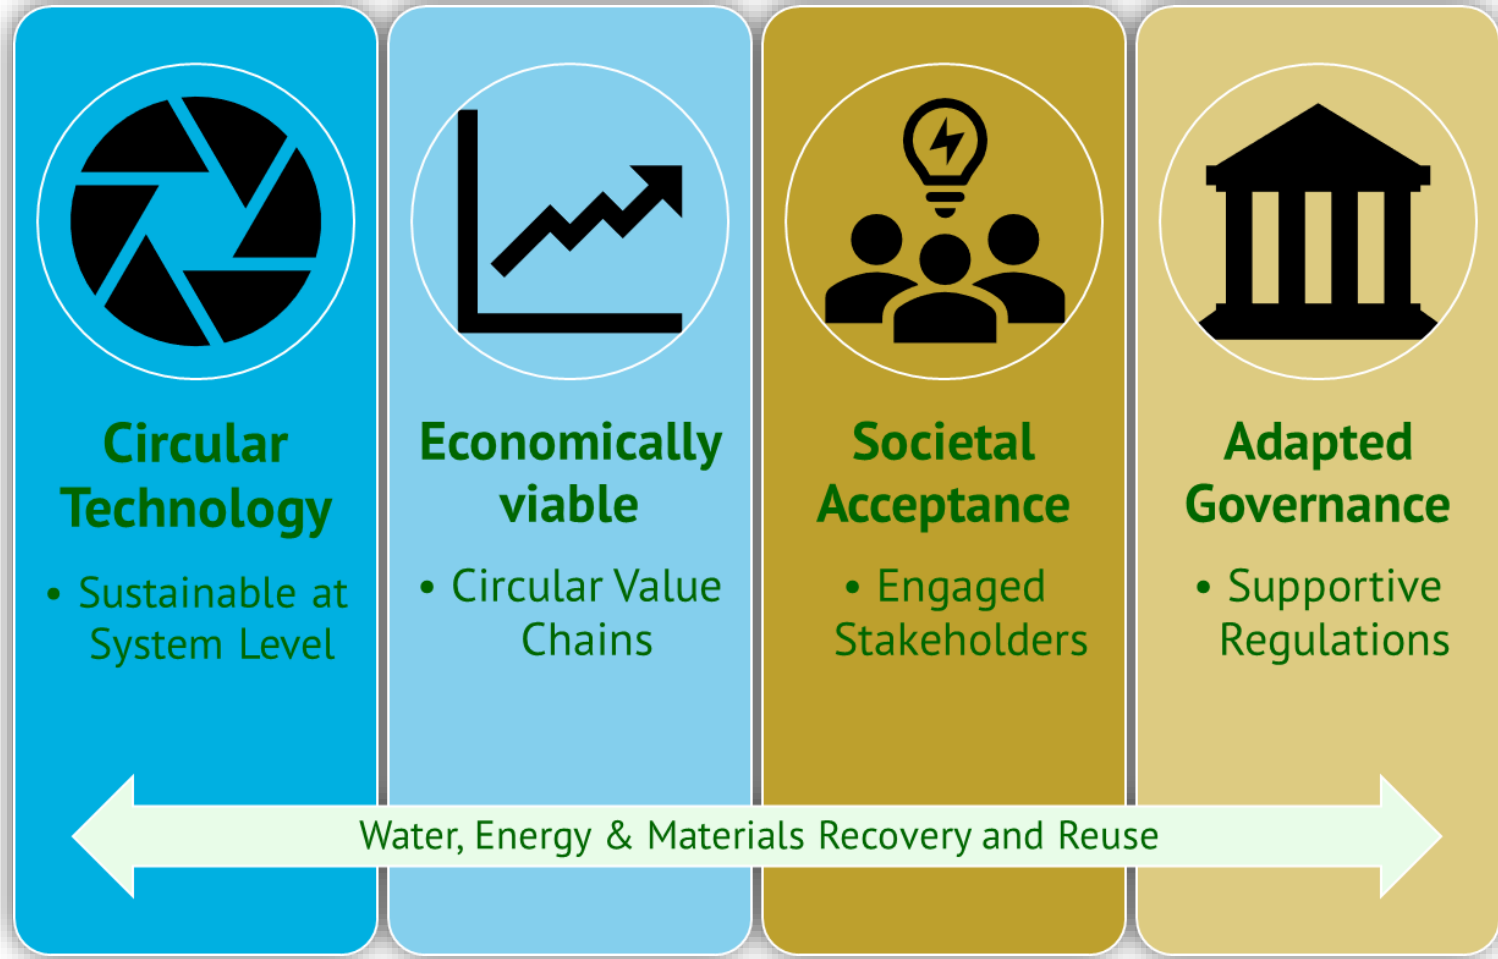 Circular
Technology
• Sustainable at
System Level
Economically
viable
• Circular Value
Chains
Societal
Acceptance
• Engaged
Stakeholders
Adapted
Governance
• Supportive
Regulations
Water, Energy & Materials Recovery and Reuse